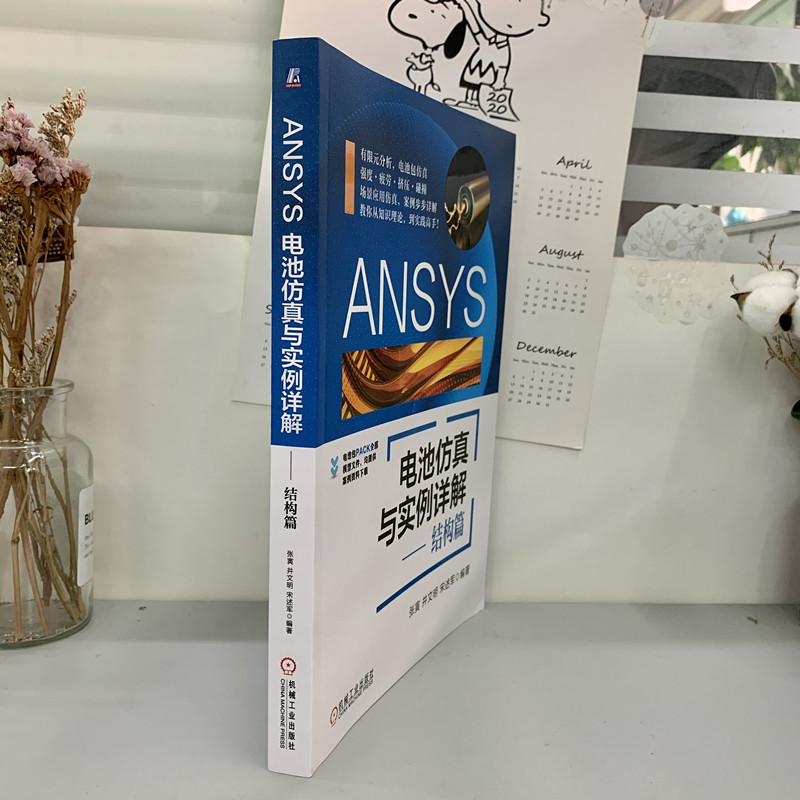 ANSYS 电池仿真与实例详解
——结构篇
张寅 井文明 宋述军◎编著
机械工业出版社
CHINA MACHINE PRESS
有限元分析，电池包仿真
强度·疲劳·挤压·碰撞
场景应用仿真，案例步步详解
教你从知识理论，到实践高手！
ANSYS
电池包PACK全部
模型文件，均提供
案例资料下载
电池仿真
与实例详解
——结构篇
张寅 井文明 宋述军◎编著
机械工业出版社
CHINA MACHINE PRESS
2020
April
August
December